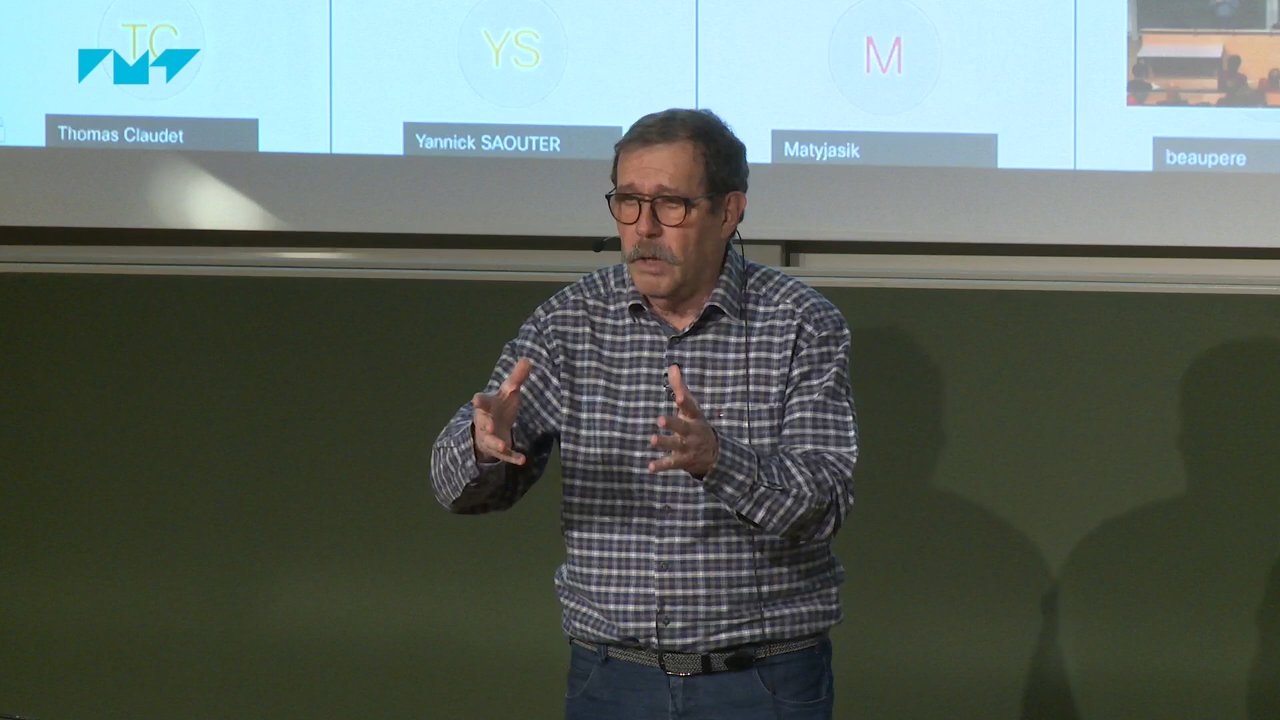 TC
YS
M
Thomas Claudet
Yannick SAOUTER
Matyjasik
beaupere